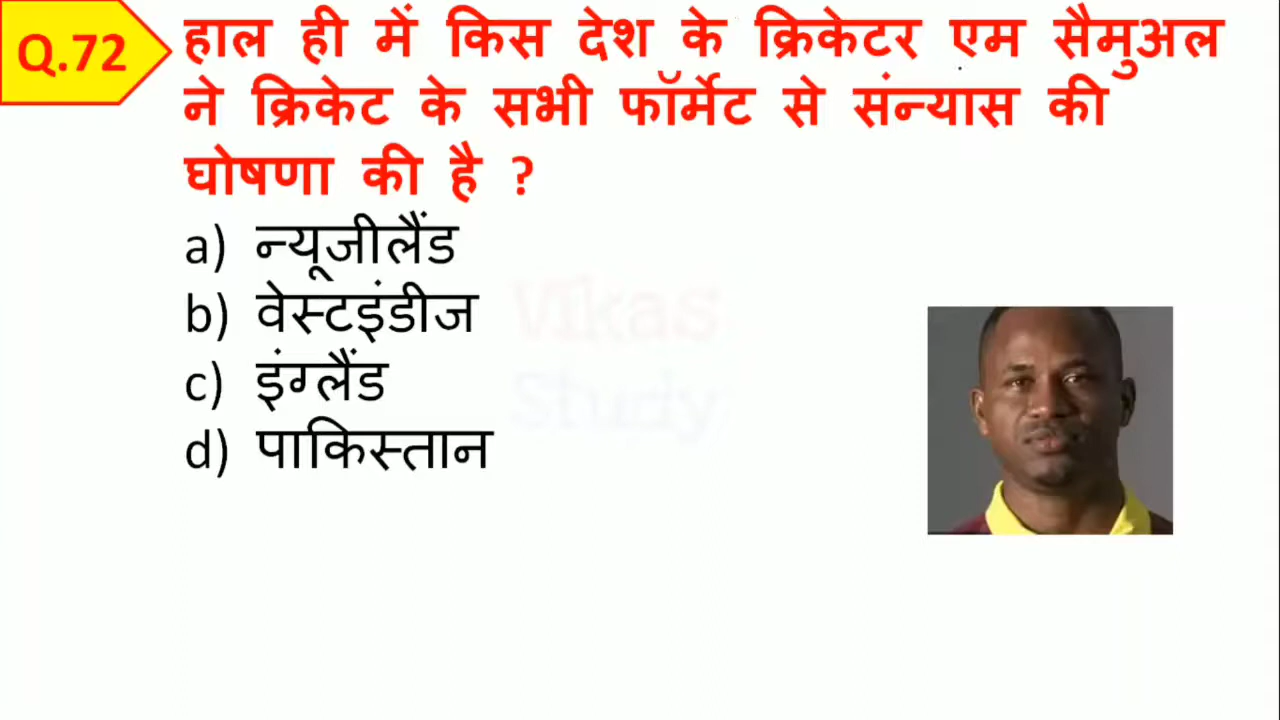 Q.72
हाल ही में किस देश के क्रिकेटर एम सैमुअल
ने क्रिकेट के सभी फॉर्मेट से संन्यास की
घोषणा की है ?
a) न्यूजीलैंड
b) वेस्टइंडीज
c) इंग्लैंड
d) पाकिस्तान
Vikas
Study